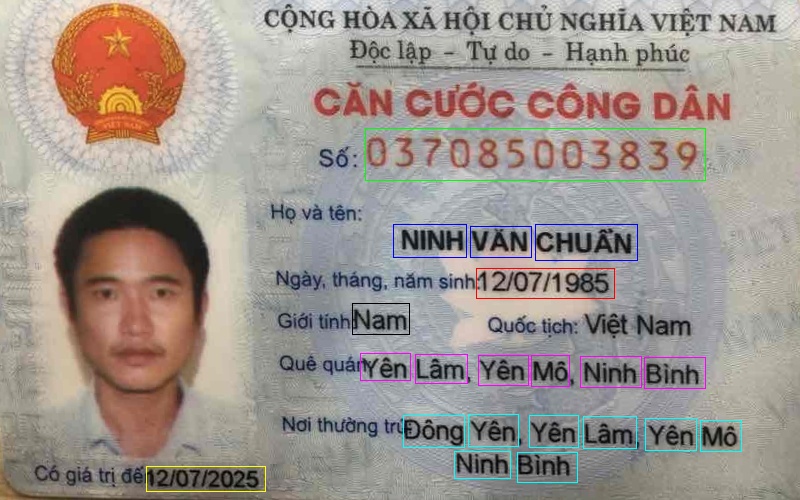 CỘNG HÒA XÃ HỘI CHỦ NGHĨA VIỆT NAM
Độc lập - Tự do - Hạnh phúc
CĂN CƯỚC CÔNG DÂN
Số: 037085003839
Họ và tên:
NINH VĂN CHUẨN
Ngày, tháng, năm sinh: 12/07/1985
Giới tính: Nam Quốc tịch: Việt Nam
Quê quán: Yên Lâm, Yên Mô, Ninh Bình
Nơi thường trú: Đông Yên, Yên Lâm, Yên Mô
Ninh Bình
Có giá trị đến 12/07/2025